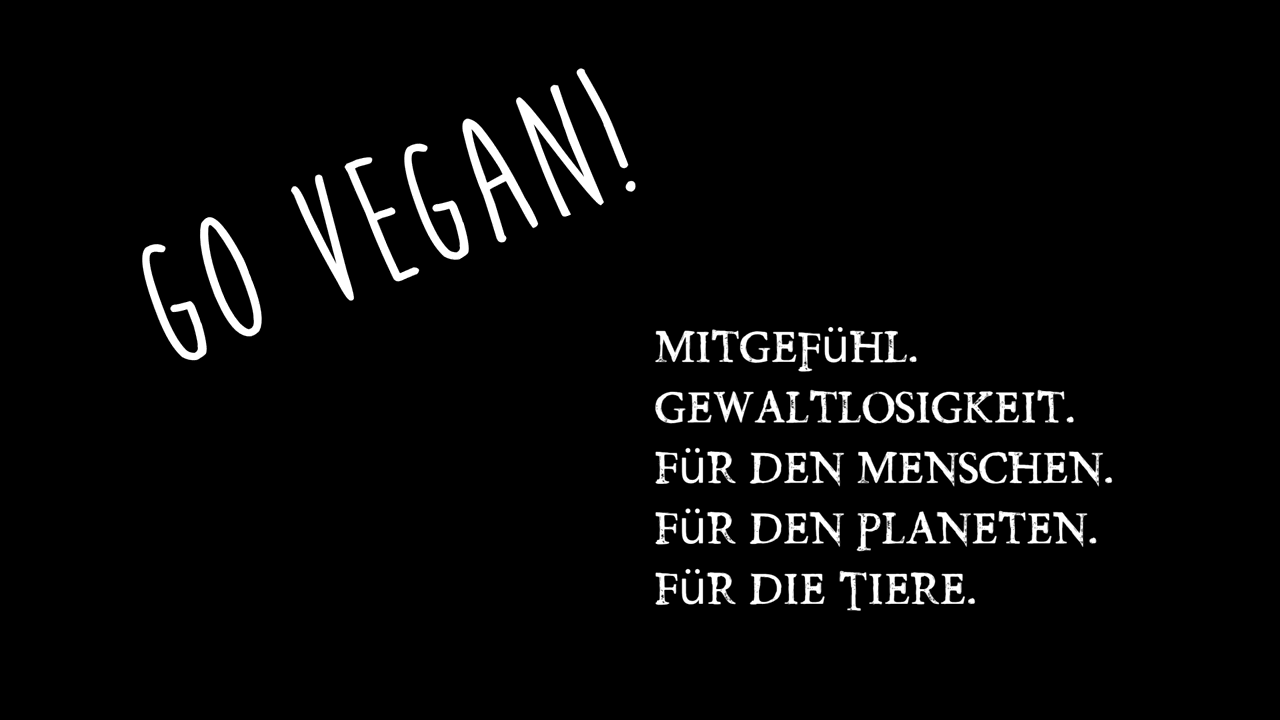 GO VEGAN!
MITGEFÜHL.
GEWALTLOSIGKEIT.
FÜR DEN MENSCHEN.
FÜR DEN PLANETEN.
FÜR DIE TIERE.